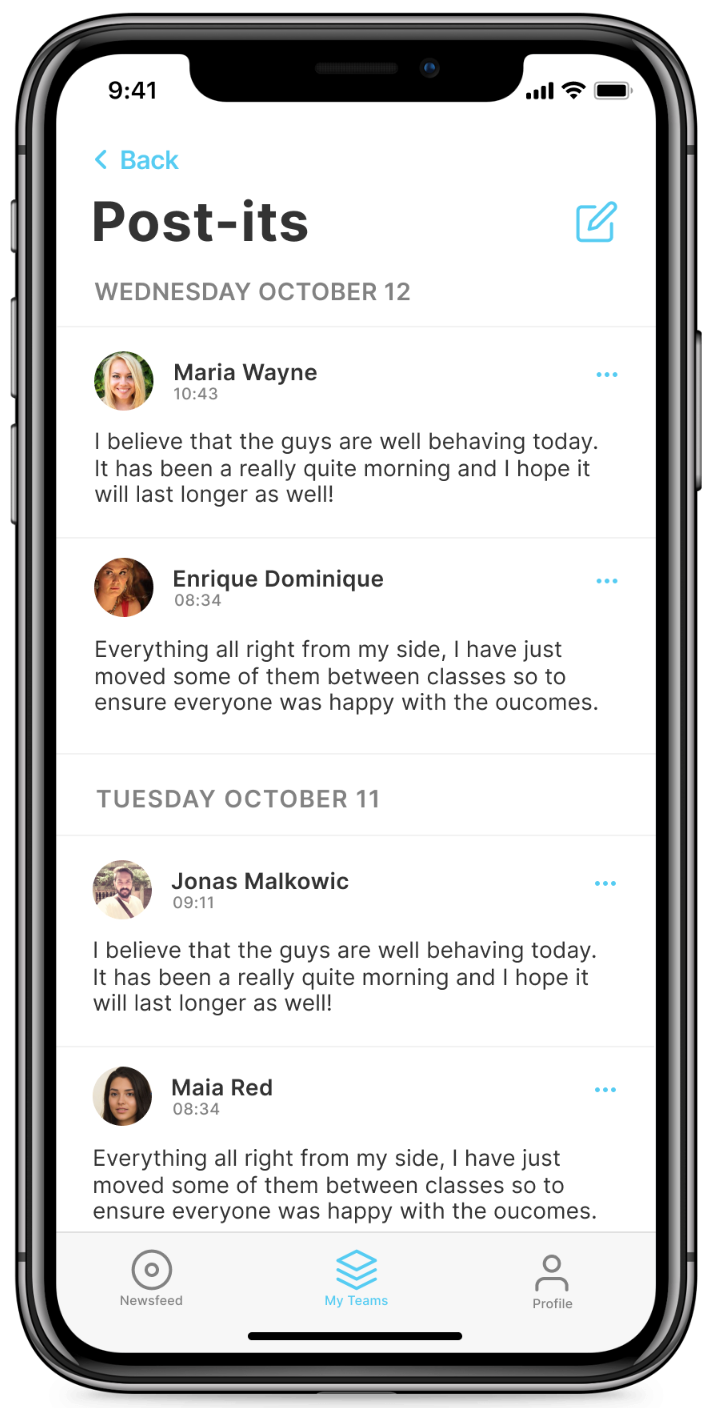 9:41
Back
Post-its
WEDNESDAY OCTOBER 12
Maria Wayne
10:43
I believe that the guys are well behaving today.
It has been a really quite morning and I hope it
will last longer as well!
Enrique Dominique
08:34
Everything all right from my side, I have just
moved some of them between classes so to
ensure everyone was happy with the oucomes.
TUESDAY OCTOBER 11
Jonas Malkowic
09:11
I believe that the guys are well behaving today.
It has been a really quite morning and I hope it
will last longer as well!
Maia Red
08:34
Everything all right from my side, I have just
moved some of them between classes so to
ensure everyone was happy with the oucomes.
Newsfeed
My Teams
Profile